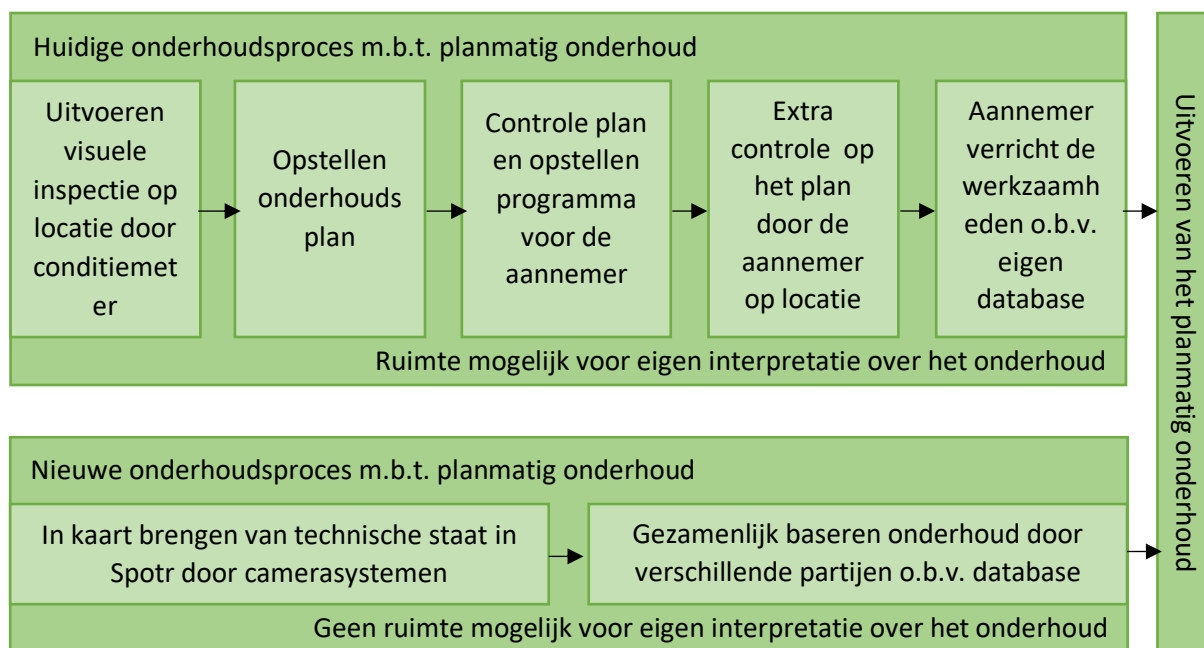 Huidige onderhoudsproces m.b.t. planmatig onderhoud
Uitvoeren
visuele
inspectie op
locatie door
conditiemet
er
Opstellen
onderhouds
plan
Controle plan
en opstellen
programma
voor de
aannemer
Extra
controle op
het plan
door de
aannemer
op locatie
Aannemer
verricht de
werkzaamh
eden o.b.v.
eigen
database
Ruimte mogelijk voor eigen interpretatie over het onderhoud
Nieuwe onderhoudsproces m.b.t. planmatig onderhoud
In kaart brengen van technische staat in
Spotr door camerasystemen
Gezamenlijk baseren onderhoud door
verschillende partijen o.b.v. database
Geen ruimte mogelijk voor eigen interpretatie over het onderhoud
Uitvoeren van het planmatig onderhoud